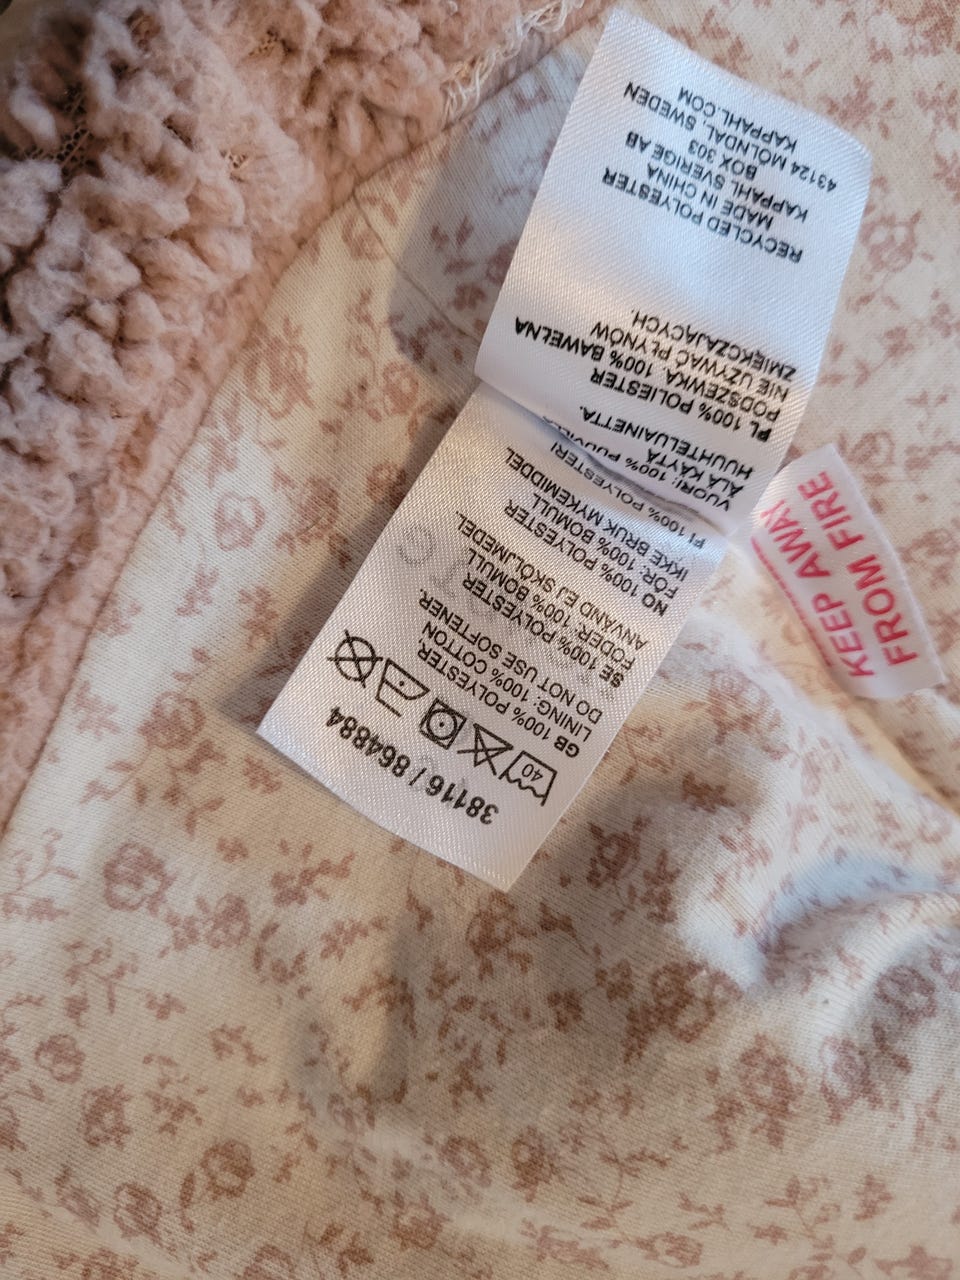 38116 / 864884
40
GB 100% POLYESTER
LINING: 100% COTTON
DO NOT USE SOFTENER.
SE 100% POLYESTER
FODER: 100% BOMULL
ANVÄND EJ SKÖLJMEDEL.
NO 100% POLYESTER
FÔR: 100% BOMULL
IKKE BRUK MYKEMIDDEL
FI 100% POLYESTERI
VUORI: 100%
ÄLÄ KÄYTÄ
HUUHTELUAINETTA.
PL 100% POLIESTER
PODSZEWKA, 100% BAWEŁNA
NIE UŻYWAĆ PŁYNÓW
ZMIĘKCZAJĄCYCH.
RECYCLED POLYESTER
MADE IN CHINA
KAPPAHL SVERIGE AB
BOX 303
43124 MÖLNDAL, SWEDEN
KAPPAHL.COM
KEEP AWAY
FROM FIRE